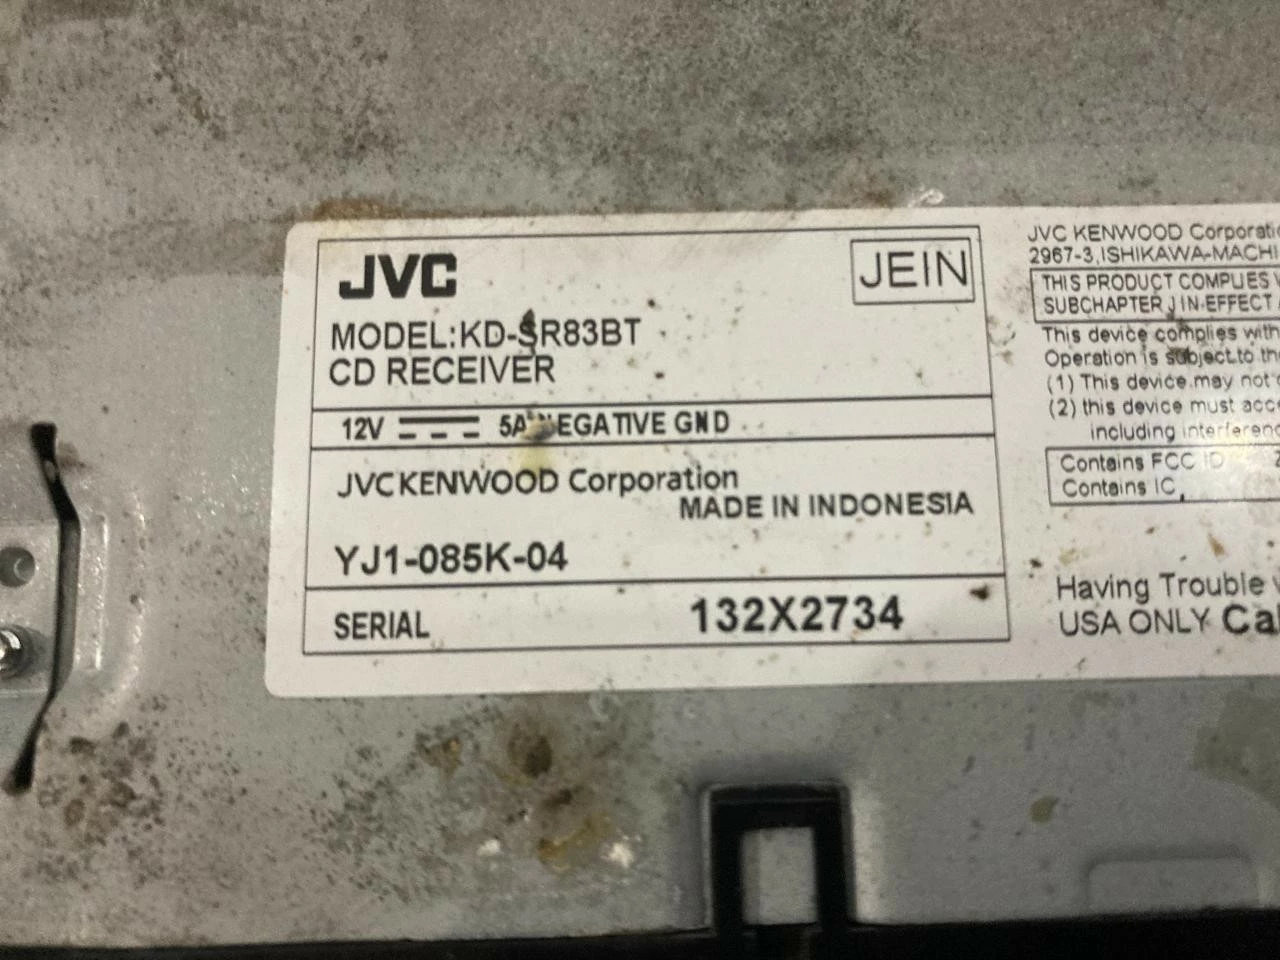 JVC
JEIN
MODEL:KD-SR83BT
CD RECEIVER
12V 5A NEGATIVE GND
JVCKENWOOD Corporation
MADE IN INDONESIA
YJ1-085K-04
SERIAL 132X2734
JVC KENWOOD Corporatio
2967-3,ISHIKAWA-MACHI
THIS PRODUCT COMPLIES
SUBCHAPTER J IN EFFECT
This device complies with
Operation is subject to the
(1) This device may not
(2) this device must acc
including interferenc
Contains FCC ID
Contains IC
Having Trouble
USA ONLY Cal